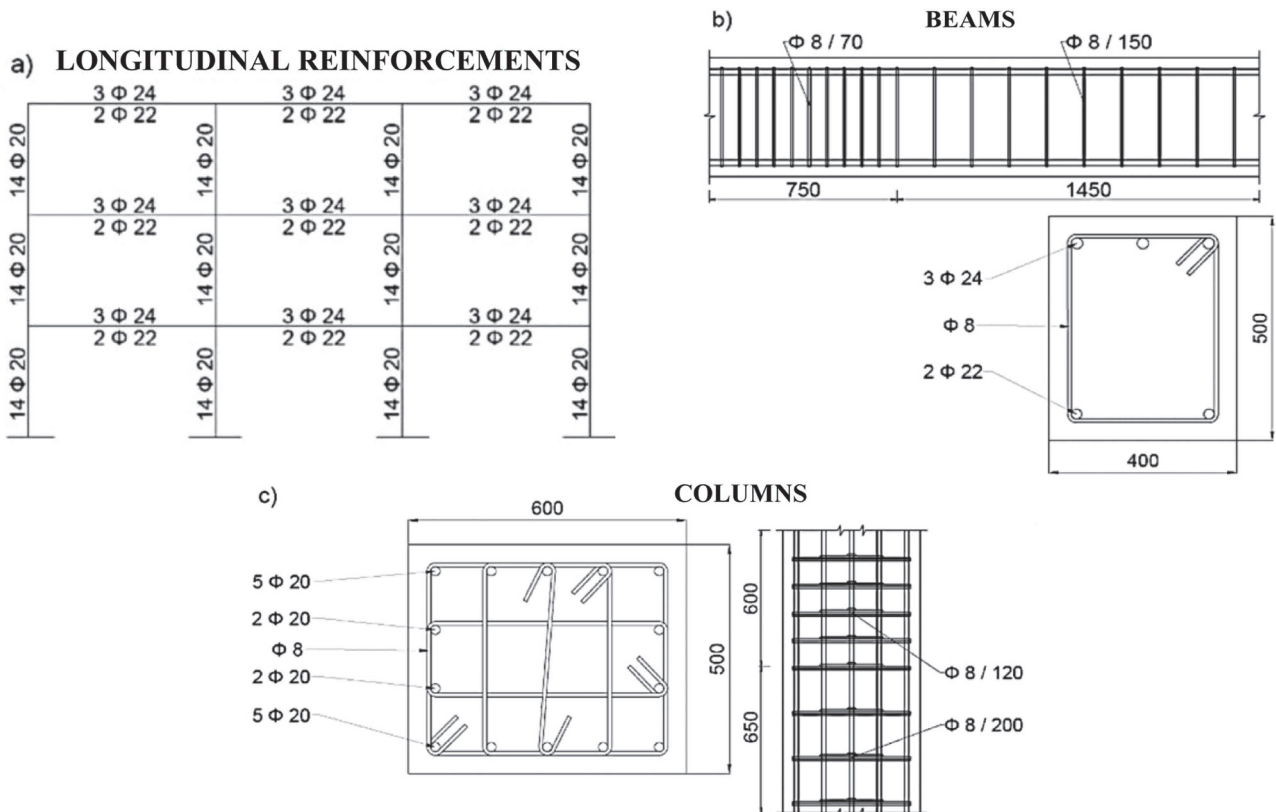 a) LONGITUDINAL REINFORCEMENTS
3 Φ 24 3 Φ 24 3 Φ 24
2 Φ 22 2 Φ 22 2 Φ 22
14 Φ 20 14 Φ 20 14 Φ 20 14 Φ 20
3 Φ 24 3 Φ 24 3 Φ 24
2 Φ 22 2 Φ 22 2 Φ 22
14 Φ 20 14 Φ 20 14 Φ 20 14 Φ 20
3 Φ 24 3 Φ 24 3 Φ 24
2 Φ 22 2 Φ 22 2 Φ 22
14 Φ 20 14 Φ 20 14 Φ 20 14 Φ 20
b) BEAMS
Φ 8 / 70 Φ 8 / 150
750 1450
3 Φ 24
Φ 8
2 Φ 22
500
400
c) COLUMNS
600
5 Φ 20
2 Φ 20
Φ 8
2 Φ 20
5 Φ 20
500
600
650
Φ 8 / 120
Φ 8 / 200